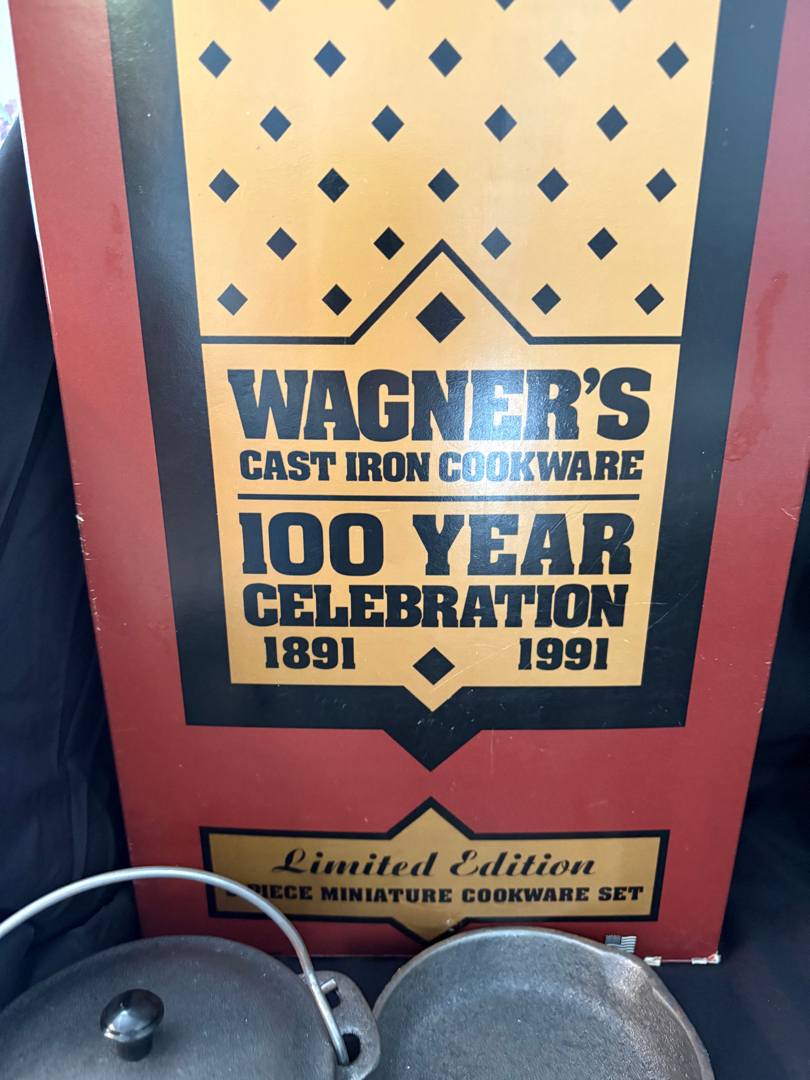 WAGNER'S
CAST IRON COOKWARE
100 YEAR
CELEBRATION
1891 1991
Limited Edition
PIECE MINIATURE COOKWARE SET